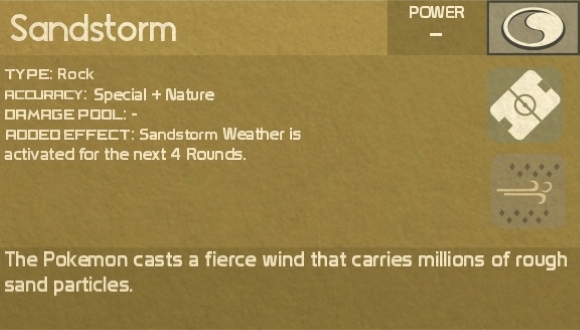 Sandstorm
POWER
–
TYPE: Rock
ACCURACY: Special + Nature
DAMAGE POOL: -
ADDED EFFECT: Sandstorm Weather is
activated for the next 4 Rounds.
The Pokemon casts a fierce wind that carries millions of rough
sand particles.